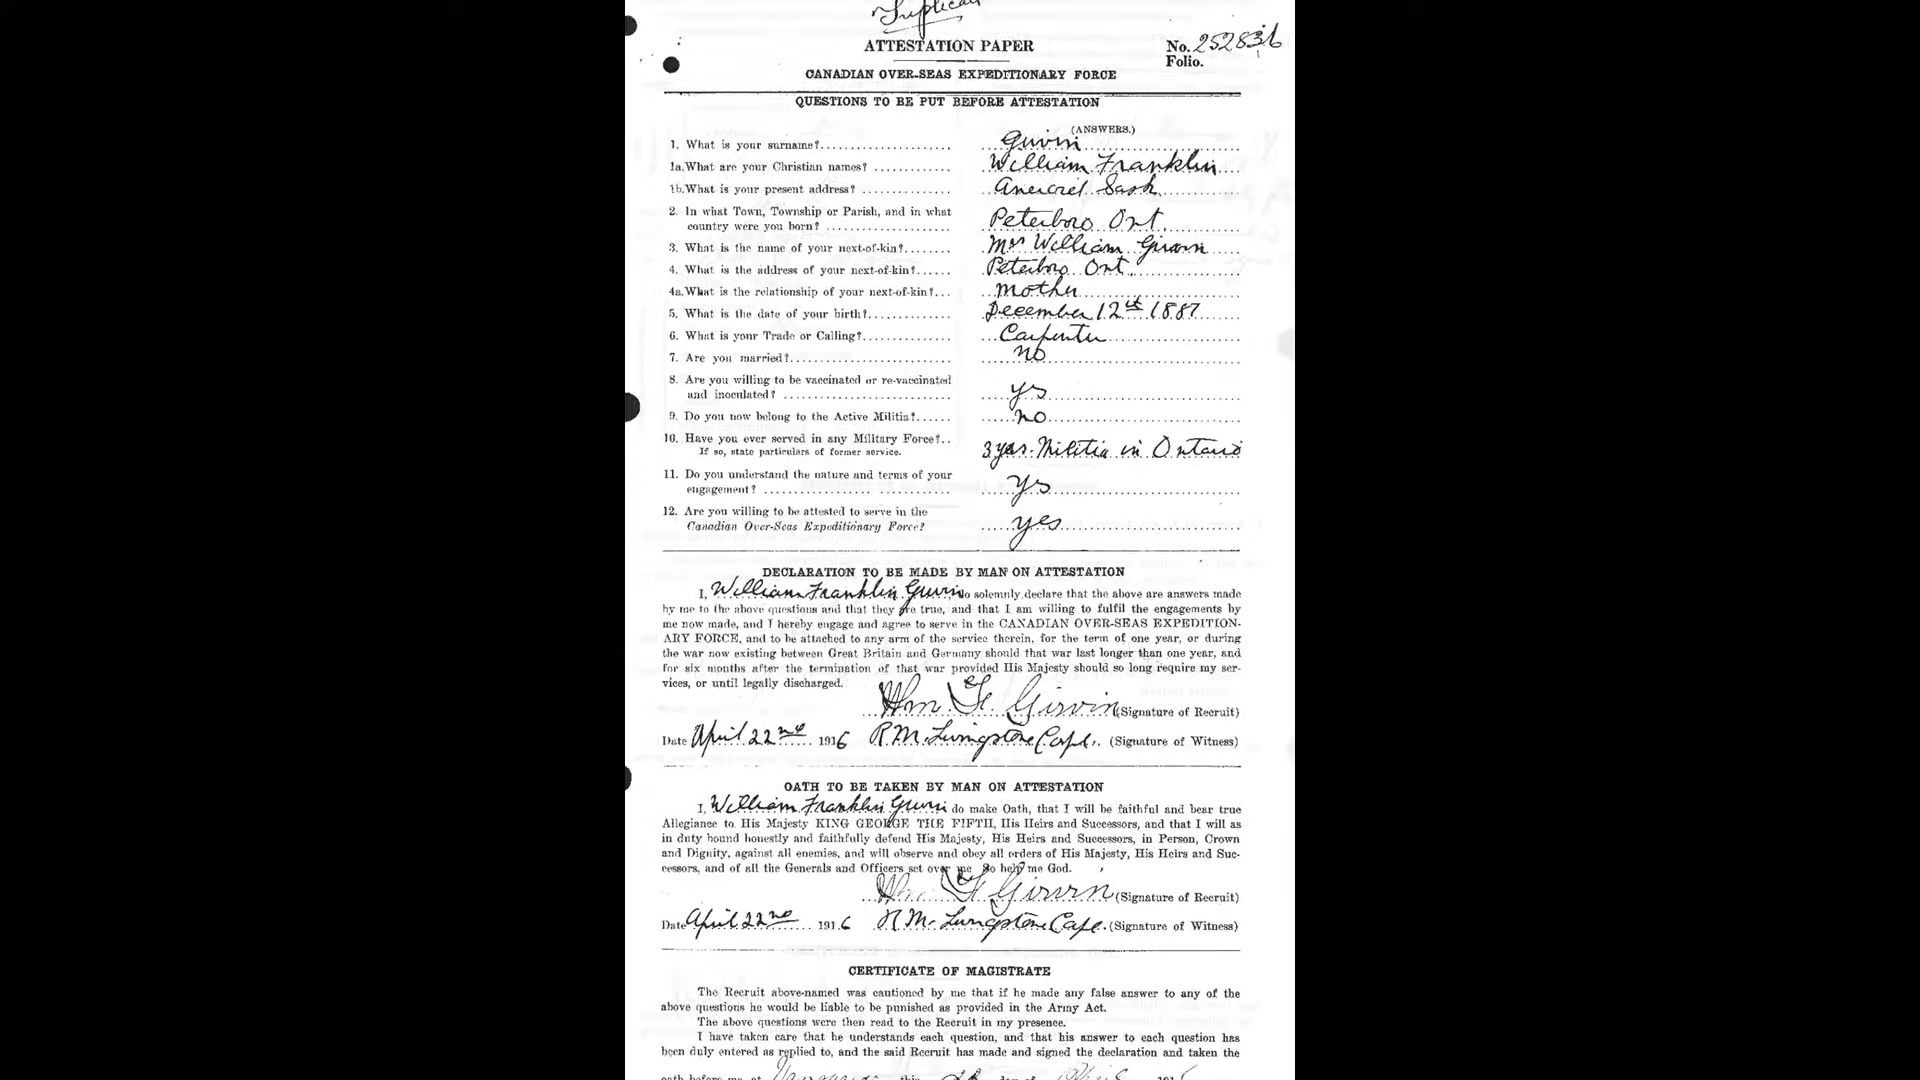 Triplicate
ATTESTATION PAPER
No. 252836
Folio.
CANADIAN OVER-SEAS EXPEDITIONARY FORCE
QUESTIONS TO BE PUT BEFORE ATTESTATION
(ANSWERS.)
1. What is your surname?.................... Girvin
1a. What are your Christian names? ............ William Franklin
1b. What is your present address? .............. Sask
2. In what Town, Township or Parish, and in what
country were you born? .................... Peterboro Ont.
3. What is the name of your next-of-kin?........ Mrs William Girvin
4. What is the address of your next-of-kin?...... Peterboro Ont.
4a. What is the relationship of your next-of-kin?... Mother
5. What is the date of your birth?.............. December 12th 1887
6. What is your Trade or Calling?............... Carpenter
7. Are you married?.......................... no
8. Are you willing to be vaccinated or re-vaccinated
and inoculated? .......................... yes
9. Do you now belong to the Active Militia?...... no
10. Have you ever served in any Military Force?.. 3 yrs. Militia in Ontario
If so, state particulars of former service.
11. Do you understand the nature and terms of your
engagement? .......................... yes
12. Are you willing to be attested to serve in the
Canadian Over-Seas Expeditionary Force? yes
DECLARATION TO BE MADE BY MAN ON ATTESTATION
I, William Franklin Girvin do solemnly declare that the above are answers made
by me to the above questions and that they are true, and that I am willing to fulfil the engagements by
me now made, and I hereby engage and agree to serve in the CANADIAN OVER-SEAS EXPEDITION-
ARY FORCE, and to be attached to any arm of the service therein, for the term of one year, or during
the war now existing between Great Britain and Germany should that war last longer than one year, and
for six months after the termination of that war provided His Majesty should so long require my ser-
vices, or until legally discharged.
Wm. F. Girvin (Signature of Recruit)
Date April 22nd 1916 R.M. Livingstone Capt. (Signature of Witness)
OATH TO BE TAKEN BY MAN ON ATTESTATION
I, William Franklin Girvin do make Oath, that I will be faithful and bear true
Allegiance to His Majesty KING GEORGE THE FIFTH, His Heirs and Successors, and that I will as
in duty bound honestly and faithfully defend His Majesty, His Heirs and Successors, in Person, Crown
and Dignity, against all enemies, and will observe and obey all orders of His Majesty, His Heirs and Suc-
cessors, and of all the Generals and Officers set over me So help me God.
Wm. F. Girvin (Signature of Recruit)
Date April 22nd 1916 R.M. Livingstone Capt. (Signature of Witness)
CERTIFICATE OF MAGISTRATE
The Recruit above-named was cautioned by me that if he made any false answer to any of the
above questions he would be liable to be punished as provided in the Army Act.
The above questions were then read to the Recruit in my presence.
I have taken care that he understands each question, and that his answer to each question has
been duly entered as replied to, and the said Recruit has made and signed the declaration and taken the
oath before me at this day of April 191